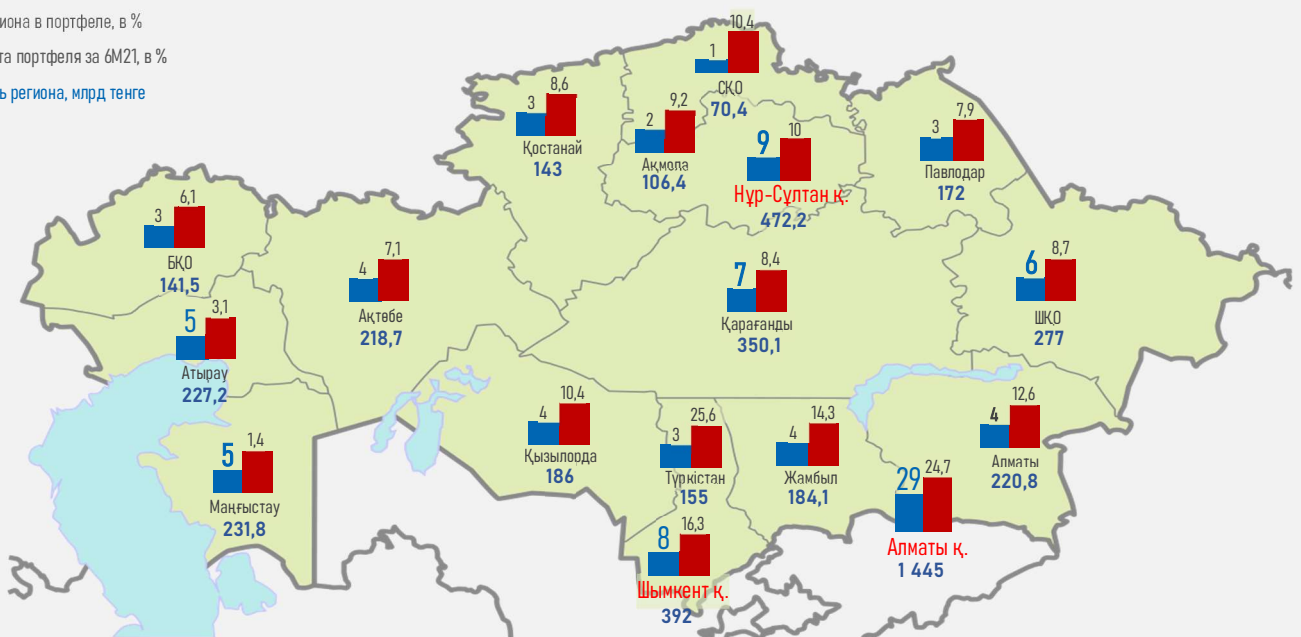 иона в портфеле, в %
та портфеля за 6М21, в %
ь региона, млрд тенге
1
10,4
СҚО
70,4
3
8,6
Қостанай
143
2
9,2
Ақмола
106,4
9
10
Нұр-Сұлтан қ.
472,2
3
7,9
Павлодар
172
3
6,1
БҚО
141,5
4
7,1
Ақтөбе
218,7
7
8,4
Қарағанды
350,1
6
8,7
ШҚО
277
5
3,1
Атырау
227,2
5
1,4
Маңғыстау
231,8
4
10,4
Қызылорда
186
3
25,6
Түркістан
155
4
14,3
Жамбыл
184,1
4
12,6
Алматы
220,8
29
24,7
Алматы қ.
1 445
8
16,3
Шымкент қ.
392